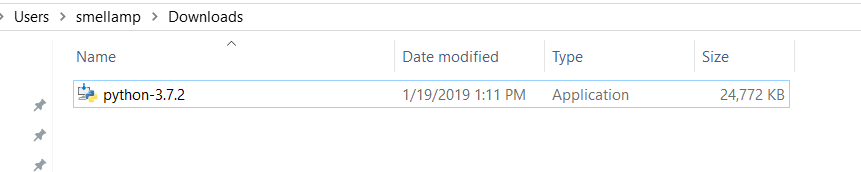 Users > smellamp > Downloads
Name Date modified Type Size
python-3.7.2 1/19/2019 1:11 PM Application 24,772 KB